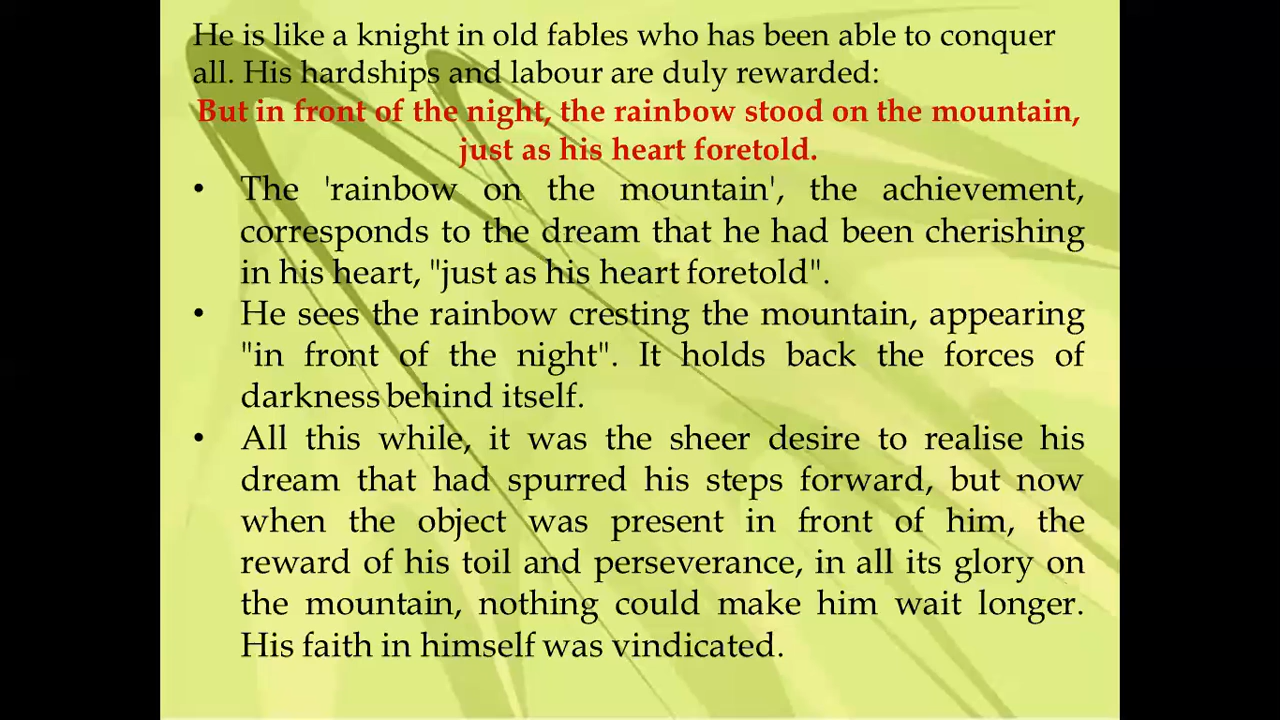 He is like a knight in old fables who has been able to conquer
all. His hardships and labour are duly rewarded:
But in front of the night, the rainbow stood on the mountain,
just as his heart foretold.
• The 'rainbow on the mountain', the achievement,
corresponds to the dream that he had been cherishing
in his heart, "just as his heart foretold".
• He sees the rainbow cresting the mountain, appearing
"in front of the night". It holds back the forces of
darkness behind itself.
• All this while, it was the sheer desire to realise his
dream that had spurred his steps forward, but now
when the object was present in front of him, the
reward of his toil and perseverance, in all its glory on
the mountain, nothing could make him wait longer.
His faith in himself was vindicated.